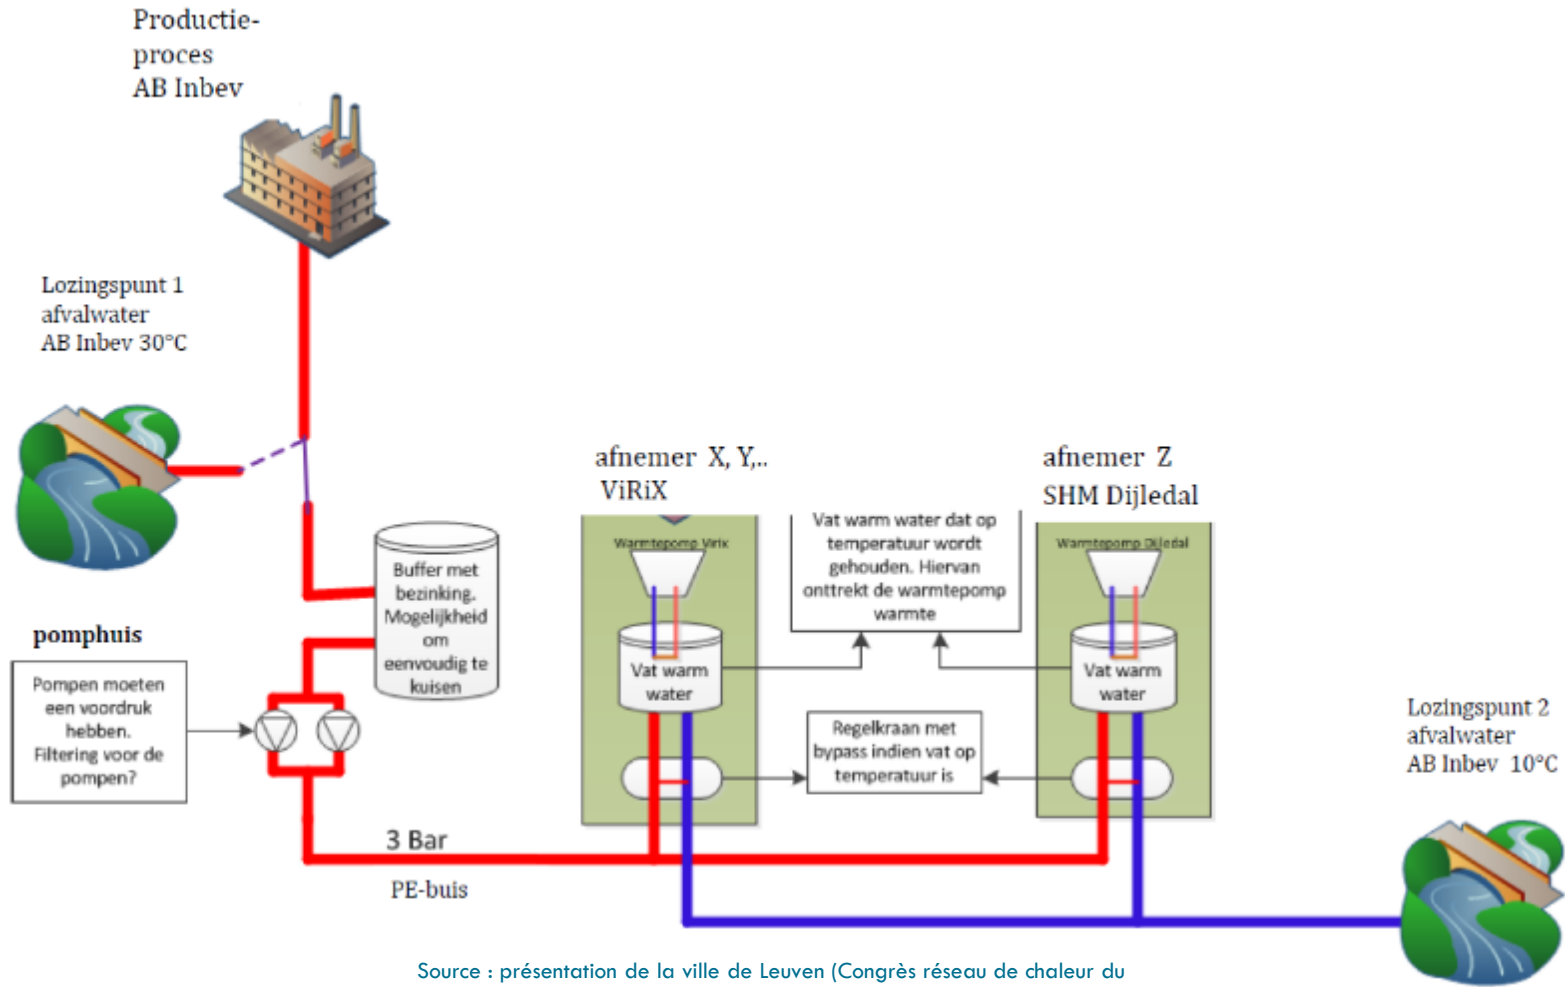 Productie-
proces
AB Inbev
Lozingspunt 1
afvalwater
AB Inbev 30°C
afnemer X, Y,..
ViRiX
afnemer Z
SHM Dijledal
Warmtepomp Virix
Vat warm water dat op
temperatuur wordt
gehouden. Hiervan
onttrekt de warmtepomp
warmte
Warmtepomp Dijledal
Buffer met
bezinking.
Mogelijkheid
om
eenvoudig te
kuisen
pomphuis
Pompen moeten
een voordruk
hebben.
Filtering voor de
pompen?
Vat warm
water
Vat warm
water
Regelkraan met
bypass indien vat op
temperatuur is
Lozingspunt 2
afvalwater
AB Inbev 10°C
3 Bar
PE-buis
Source : présentation de la ville de Leuven (Congrès réseau de chaleur du